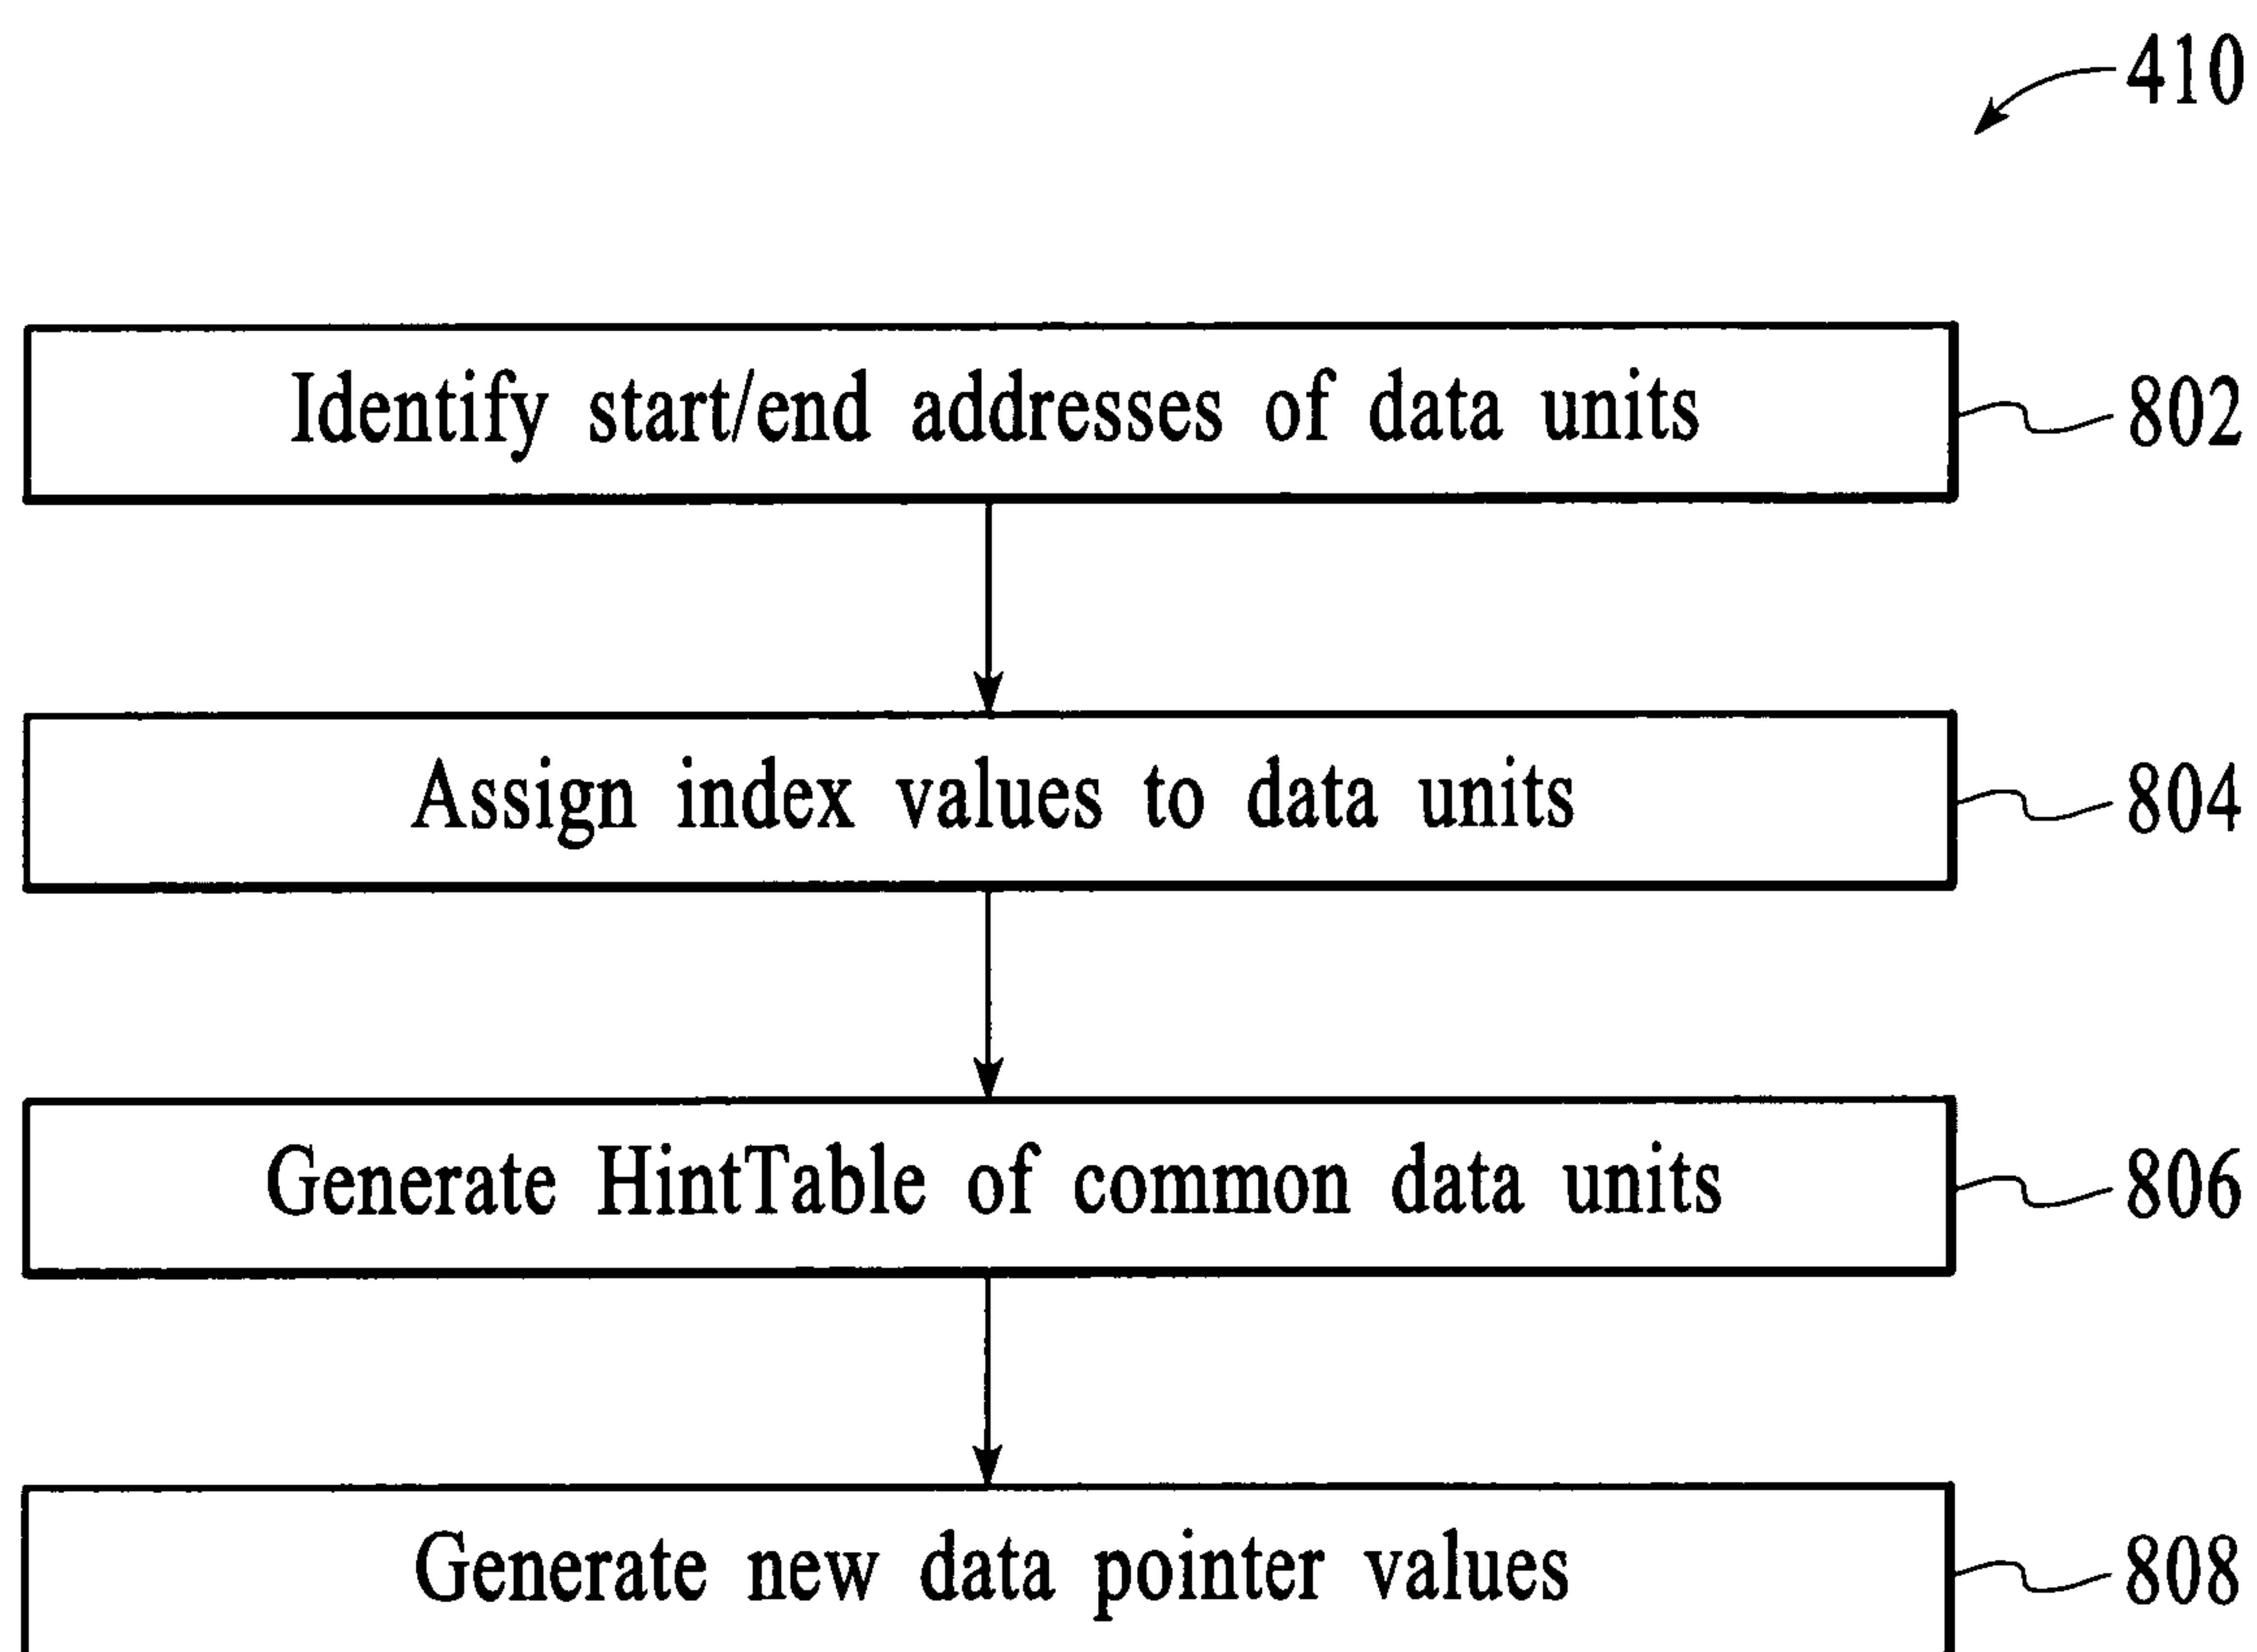 410
Identify start/end addresses of data units
802
Assign index values to data units
804
Generate HintTable of common data units
806
Generate new data pointer values
808